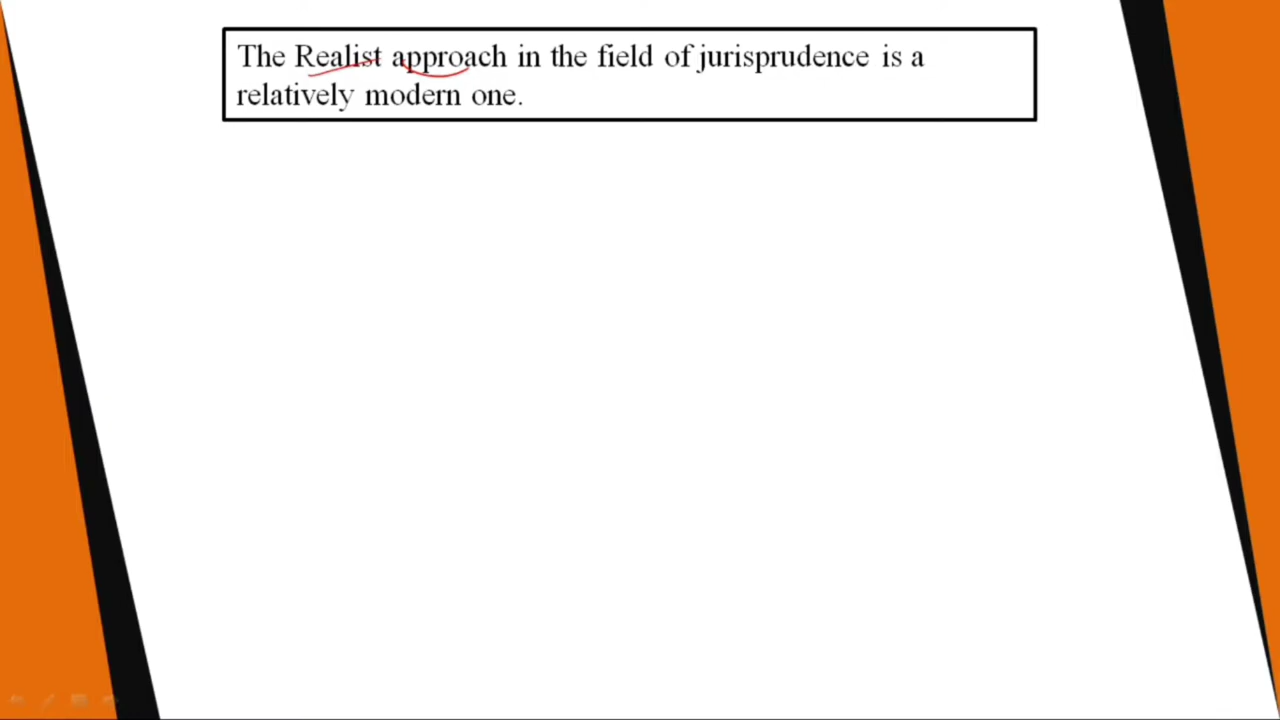 The Realist approach in the field of jurisprudence is a
relatively modern one.